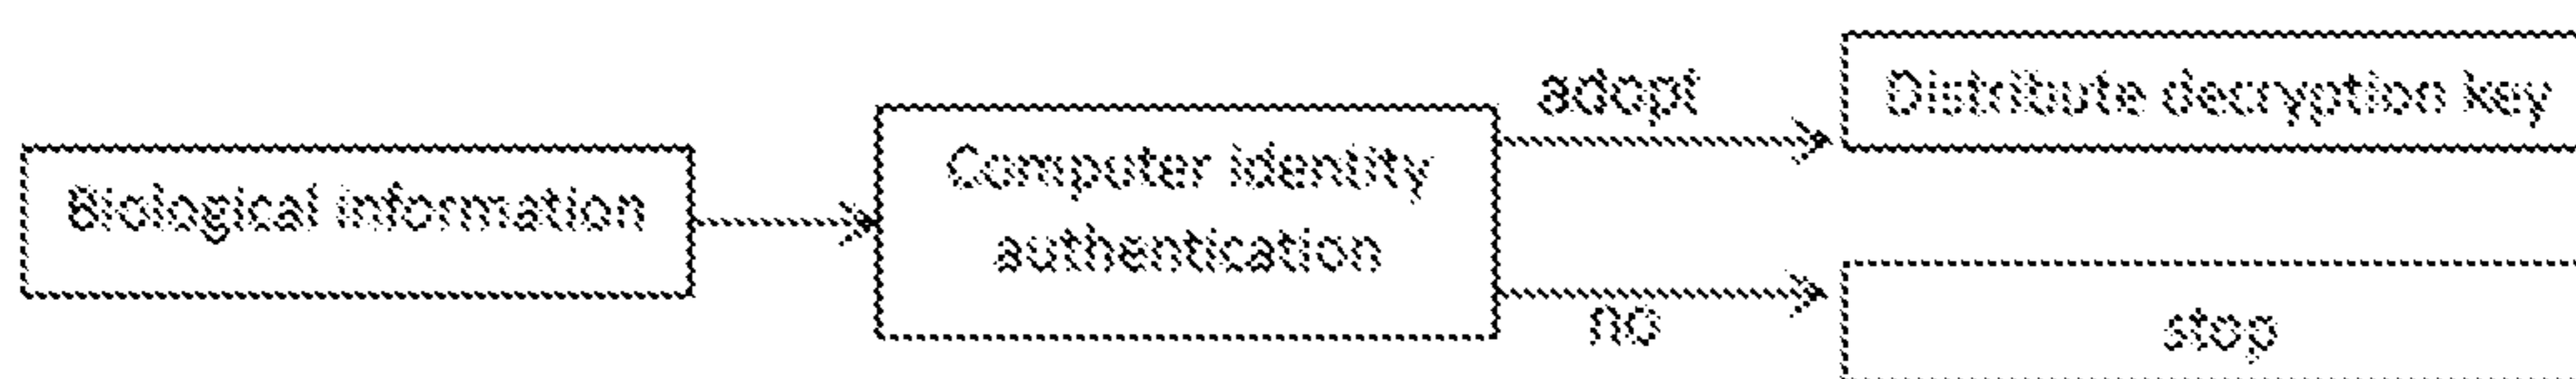 Biological information
Computer identity
authentication
adopt
Distribute decryption key
no
stop